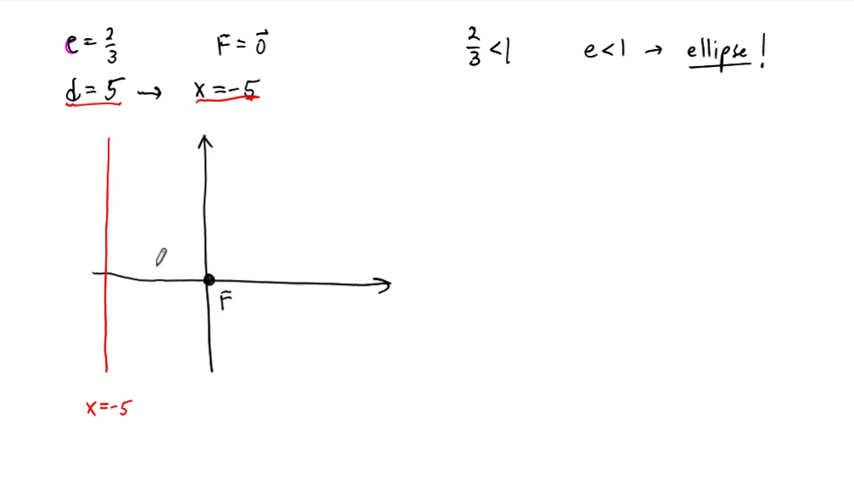 e = 2/3 F = 0⃗ 2/3 < 1 e < 1 → ellipse!
d = 5 → x = -5
F
x = -5